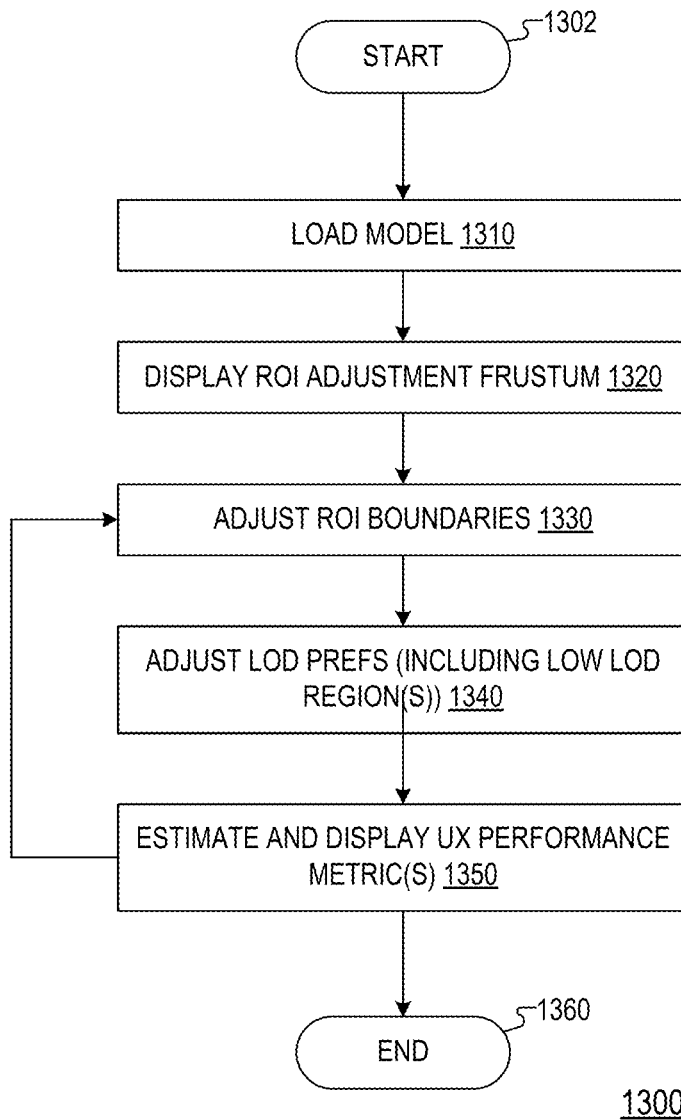 1302
START
LOAD MODEL 1310
DISPLAY ROI ADJUSTMENT FRUSTUM 1320
ADJUST ROI BOUNDARIES 1330
ADJUST LOD PREFS (INCLUDING LOW LOD
REGION(S)) 1340
ESTIMATE AND DISPLAY UX PERFORMANCE
METRIC(S) 1350
1360
END
1300